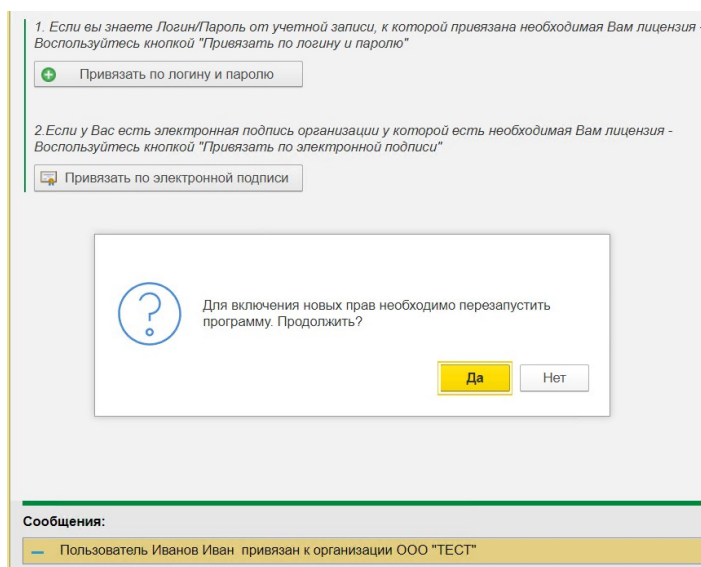 1. Если вы знаете Логин/Пароль от учетной записи, к которой привязана необходимая Вам лицензия -
Воспользуйтесь кнопкой "Привязать по логину и паролю"
Привязать по логину и паролю
2.Если у Вас есть электронная подпись организации у которой есть необходимая Вам лицензия -
Воспользуйтесь кнопкой "Привязать по электронной подписи"
Привязать по электронной подписи
Для включения новых прав необходимо перезапустить
программу. Продолжить?
Да Нет
Сообщения:
Пользователь Иванов Иван привязан к организации ООО "ТЕСТ"